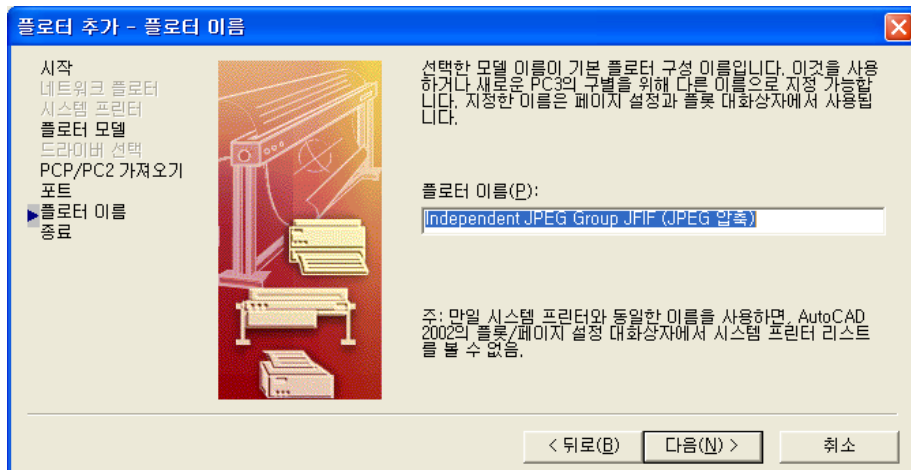 플로터 추가 - 플로터 이름
시작
네트워크 플로터
시스템 프린터
플로터 모델
드라이버 선택
PCP/PC2 가져오기
포트
플로터 이름
종료
선택한 모델 이름이 기본 플로터 구성 이름입니다. 이것을 사용
하거나 새로운 PC3의 구별을 위해 다른 이름으로 지정 가능합
니다. 지정한 이름은 페이지 설정과 플롯 대화상자에서 사용됩
니다.
플로터 이름(P):
Independent JPEG Group JFIF (JPEG 압축)
주: 만일 시스템 프린터와 동일한 이름을 사용하면, AutoCAD
2002의 플롯/페이지 설정 대화상자에서 시스템 프린터 리스트
를 볼 수 없음.
< 뒤로(B)
다음(N) >
취소